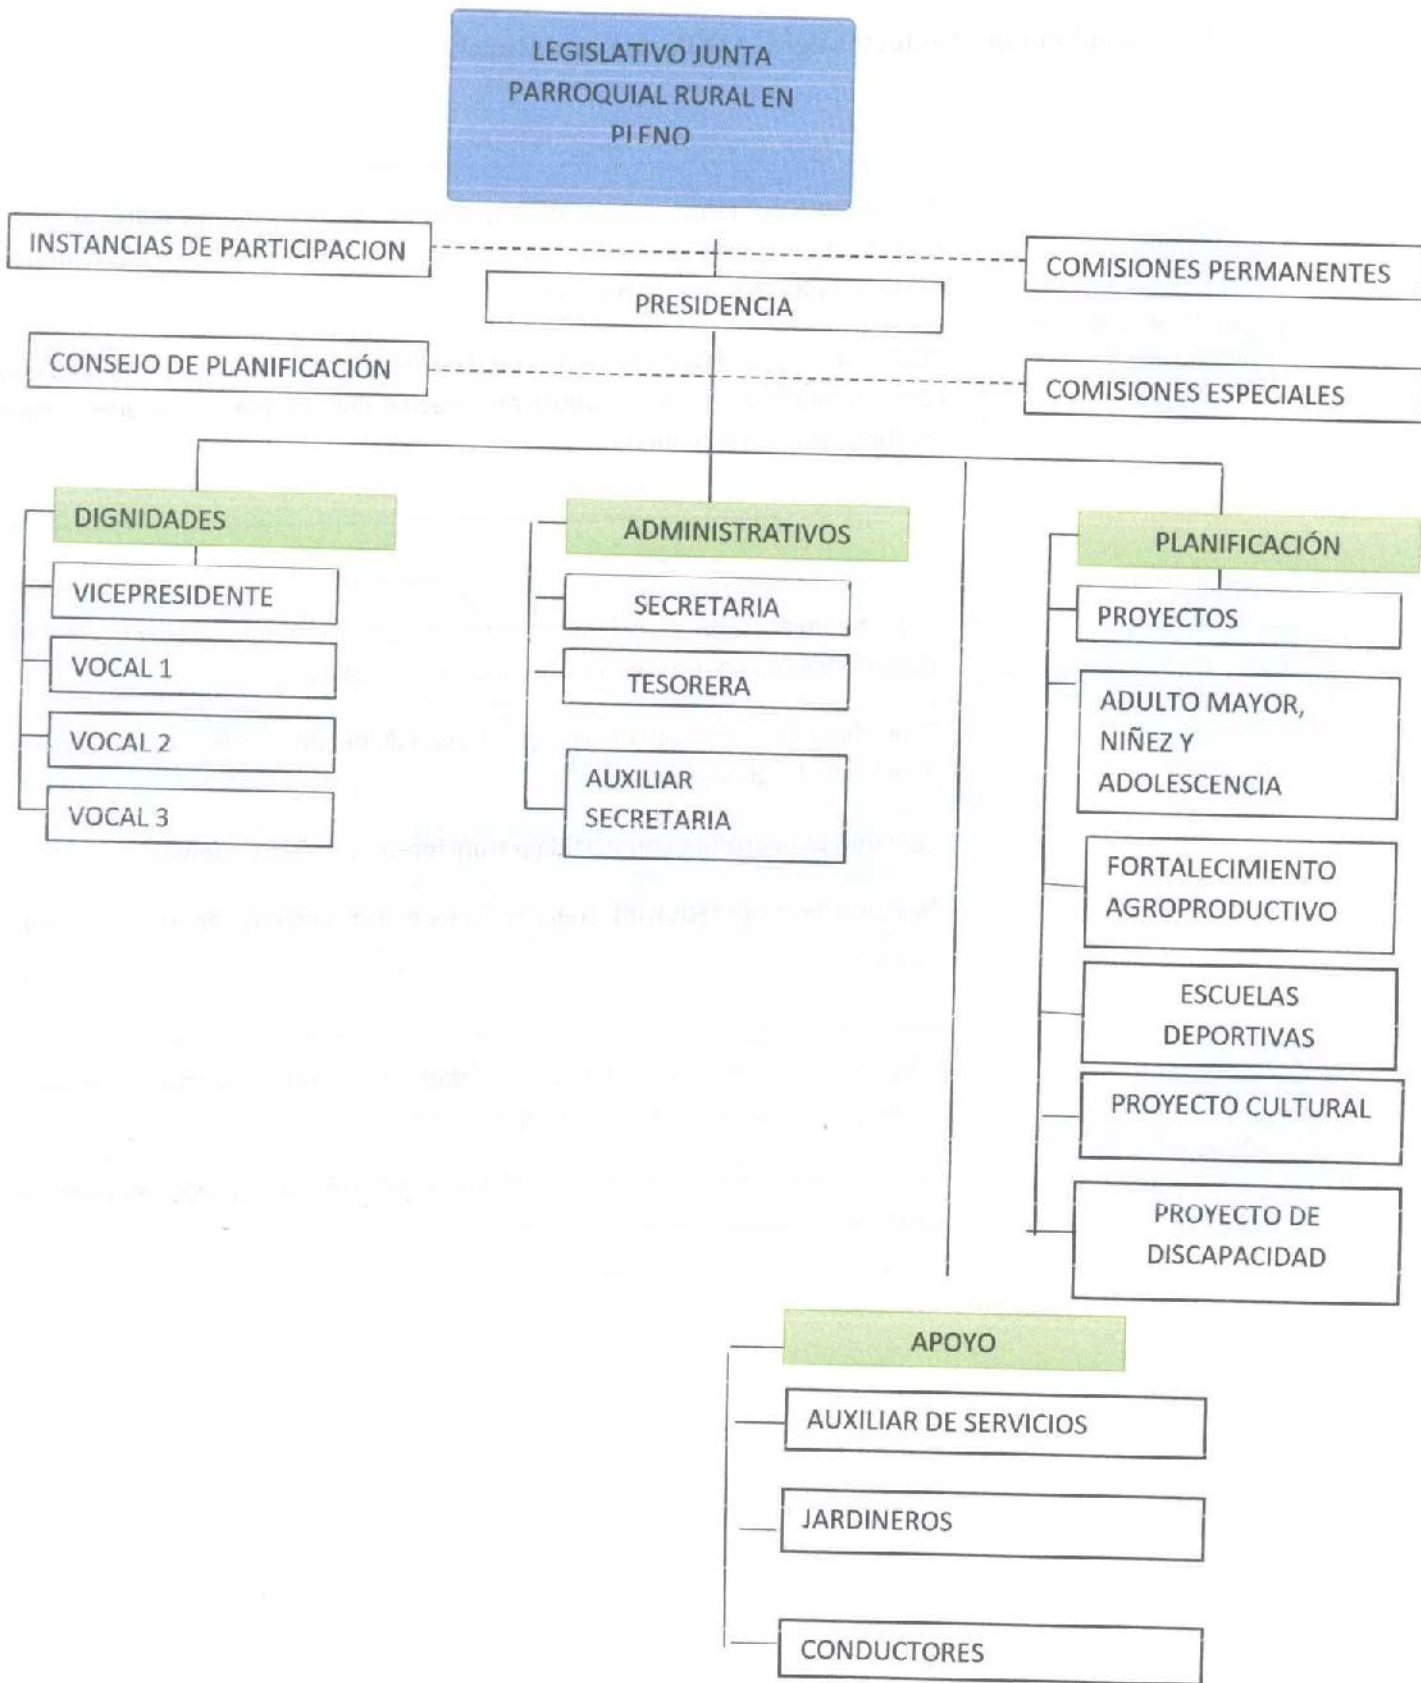 LEGISLATIVO JUNTA
PARROQUIAL RURAL EN
PLENO
INSTANCIAS DE PARTICIPACION
COMISIONES PERMANENTES
PRESIDENCIA
CONSEJO DE PLANIFICACIÓN
COMISIONES ESPECIALES
DIGNIDADES
VICEPRESIDENTE
VOCAL 1
VOCAL 2
VOCAL 3
ADMINISTRATIVOS
SECRETARIA
TESORERA
AUXILIAR
SECRETARIA
PLANIFICACIÓN
PROYECTOS
ADULTO MAYOR,
NIÑEZ Y
ADOLESCENCIA
FORTALECIMIENTO
AGROPRODUCTIVO
ESCUELAS
DEPORTIVAS
PROYECTO CULTURAL
PROYECTO DE
DISCAPACIDAD
APOYO
AUXILIAR DE SERVICIOS
JARDINEROS
CONDUCTORES